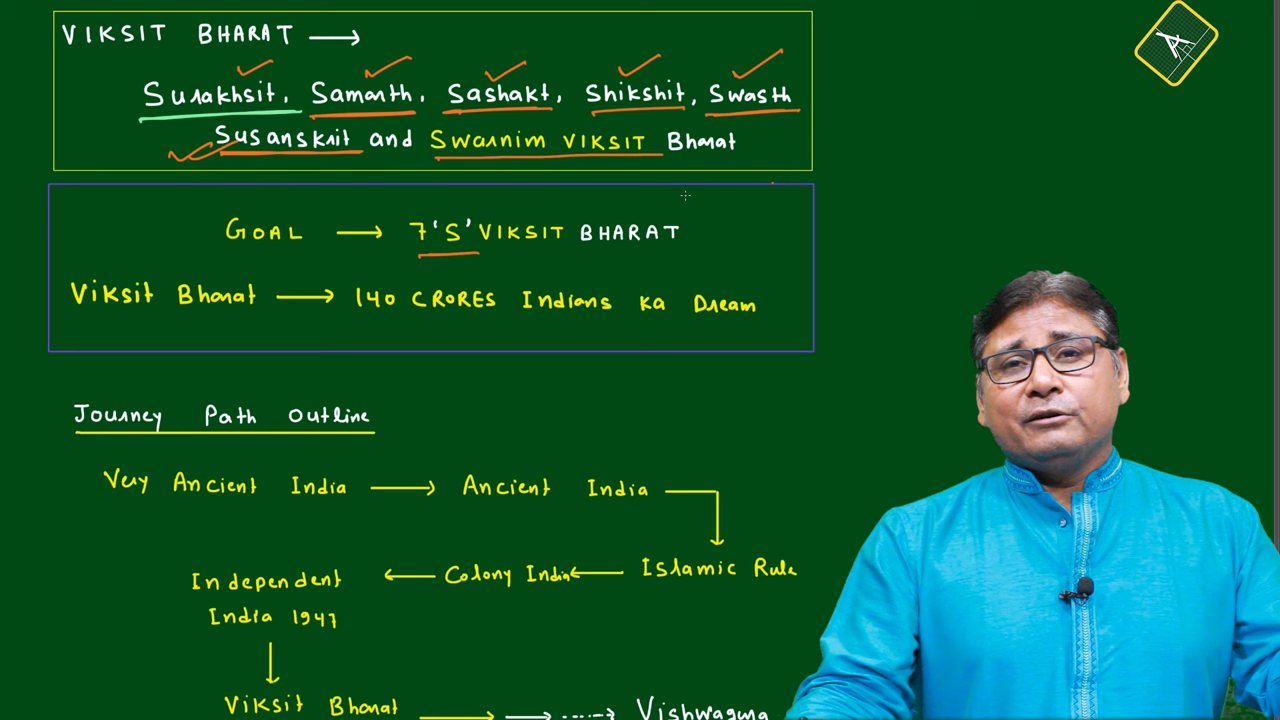 VIKSIT BHARAT →
Surakhsit, Samarth, Sashakt, Shikshit, Swasth
Susanskrit and Swarnim VIKSIT Bharat
GOAL → 7 'S' VIKSIT BHARAT
Viksit Bharat → 140 CRORES Indians ka Dream
Journey Path Outline
Very Ancient India → Ancient India
Islamic Rule
Colony India
Independent
India 1947
Viksit Bharat → → ⋯→ Vishwaguru